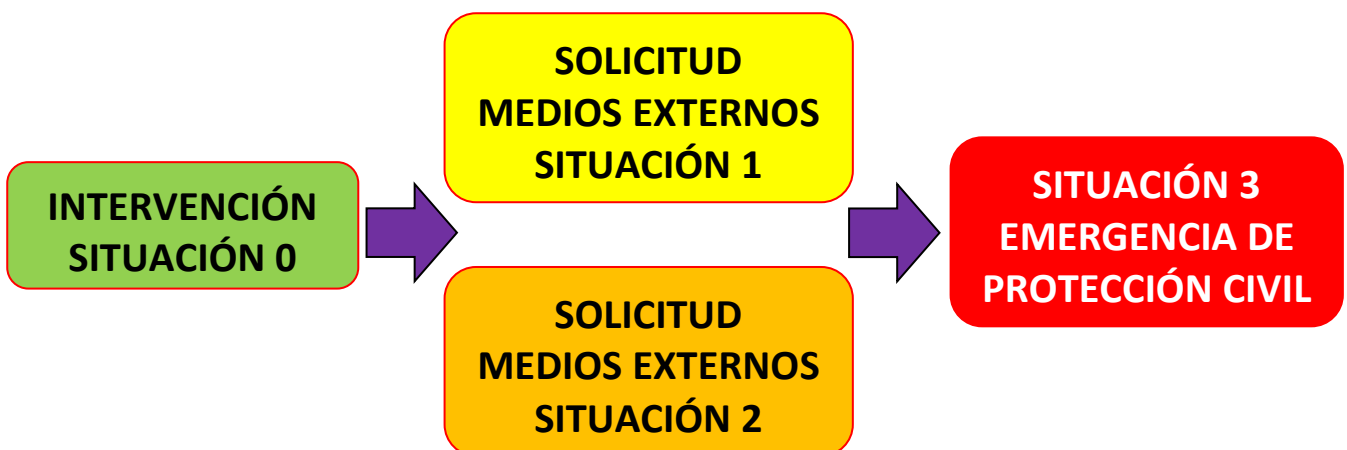 INTERVENCIÓN
SITUACIÓN 0
SOLICITUD
MEDIOS EXTERNOS
SITUACIÓN 1
SOLICITUD
MEDIOS EXTERNOS
SITUACIÓN 2
SITUACIÓN 3
EMERGENCIA DE
PROTECCIÓN CIVIL